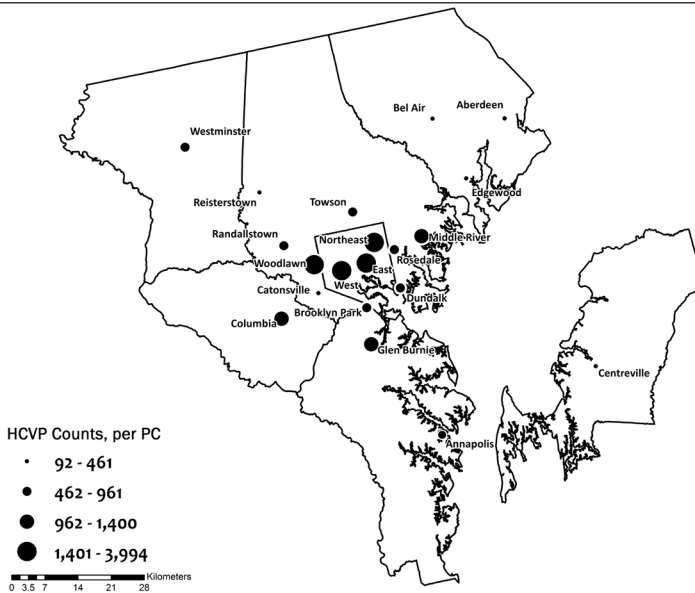 Bel Air
Aberdeen
Westminster
Edgewood
Reisterstown
Towson
Randallstown
Northeast
Middle River
Rosedale
Woodlawn
East
West
Catonsville
Dundalk
Brooklyn Park
Columbia
Glen Burnie
Centreville
Annapolis
HCVP Counts, per PC
92 - 461
462 - 961
962 - 1,400
1,401 - 3,994
Kilometers
0 3.5 7 14 21 28